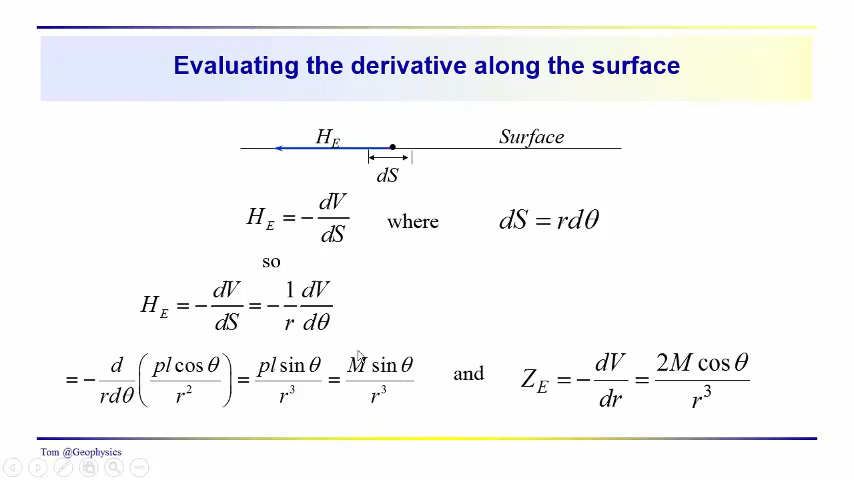 Evaluating the derivative along the surface
H_E Surface
dS
H_E = − dV/dS where dS = rdθ
so
H_E = − dV/dS = − 1/r dV/dθ
= − d/rdθ ( pl cos θ / r² ) = pl sin θ / r³ = M sin θ / r³ and Z_E = − dV/dr = 2M cos θ / r³
Tom @Geophysics